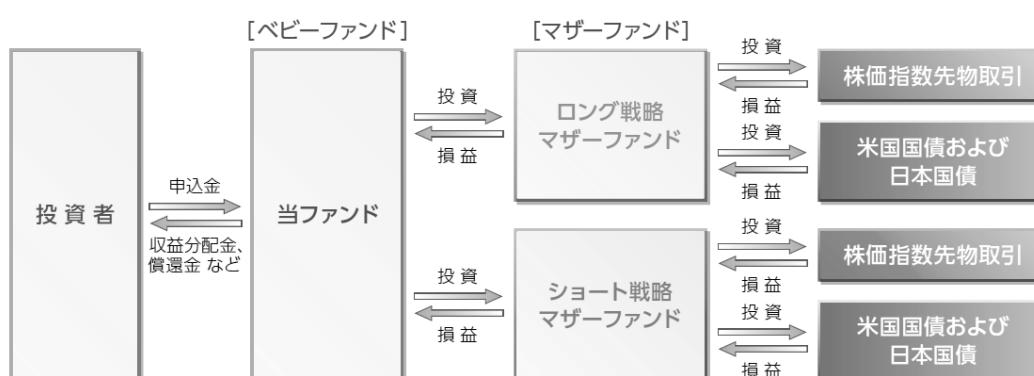 [ベビーファンド]
[マザーファンド]
投資者
申込金
収益分配金、
償還金 など
当ファンド
投資
損益
ロング戦略
マザーファンド
投資
損益
株価指数先物取引
投資
損益
米国国債および
日本国債
投資
損益
ショート戦略
マザーファンド
投資
損益
株価指数先物取引
投資
損益
米国国債および
日本国債